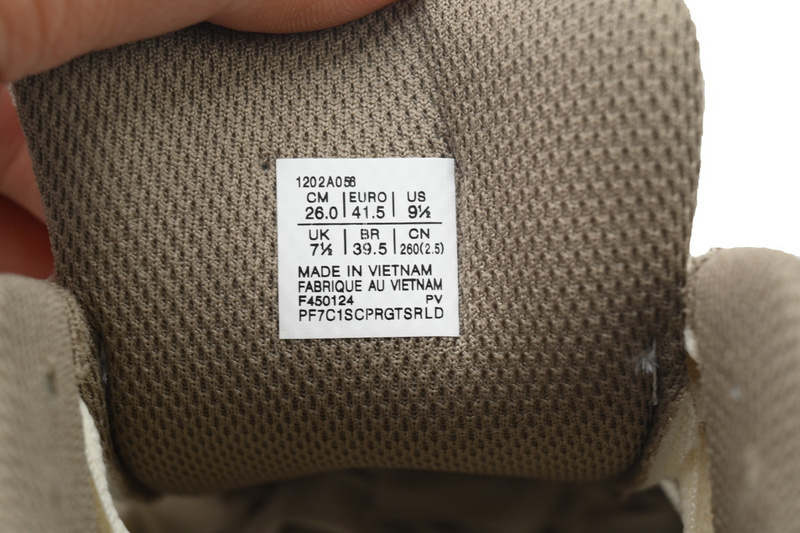 1202A058
CM | EURO | US
26.0 | 41.5 | 9½
UK | BR | CN
7½ | 39.5 | 260(2.5)
MADE IN VIETNAM
FABRIQUE AU VIETNAM
F450124 PV
PF7C1SCPRGTSRLD